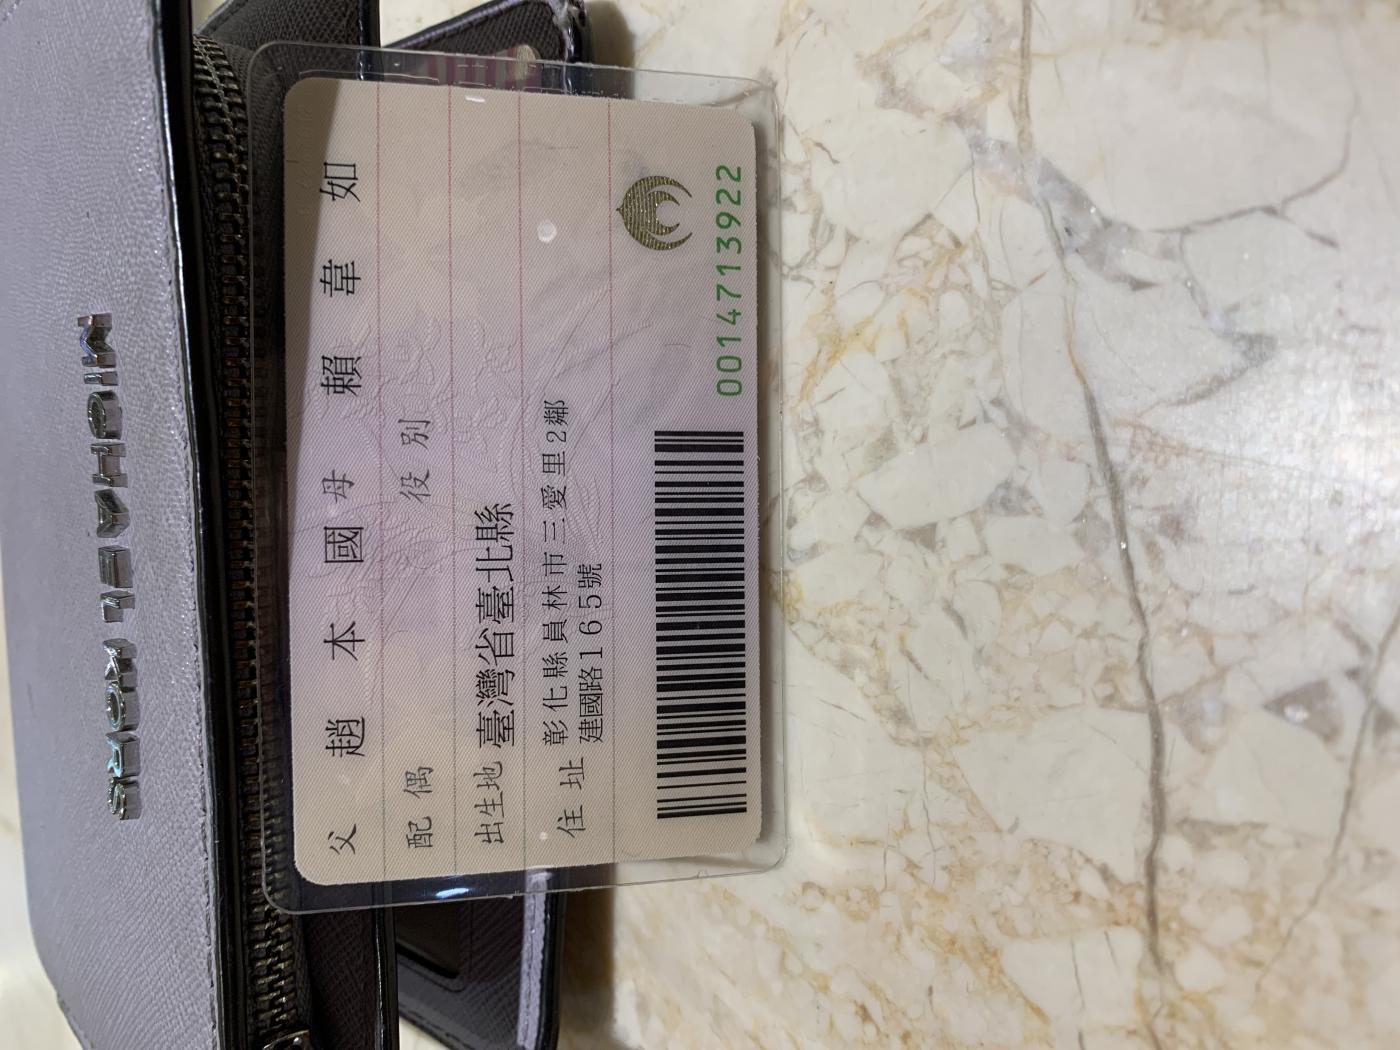 MICHAEL KORS
父 趙本國 母 賴韋如
配偶 役別
出生地 臺灣省臺北縣
住址 彰化縣員林市三愛里2鄰
建國路165號
0014713922